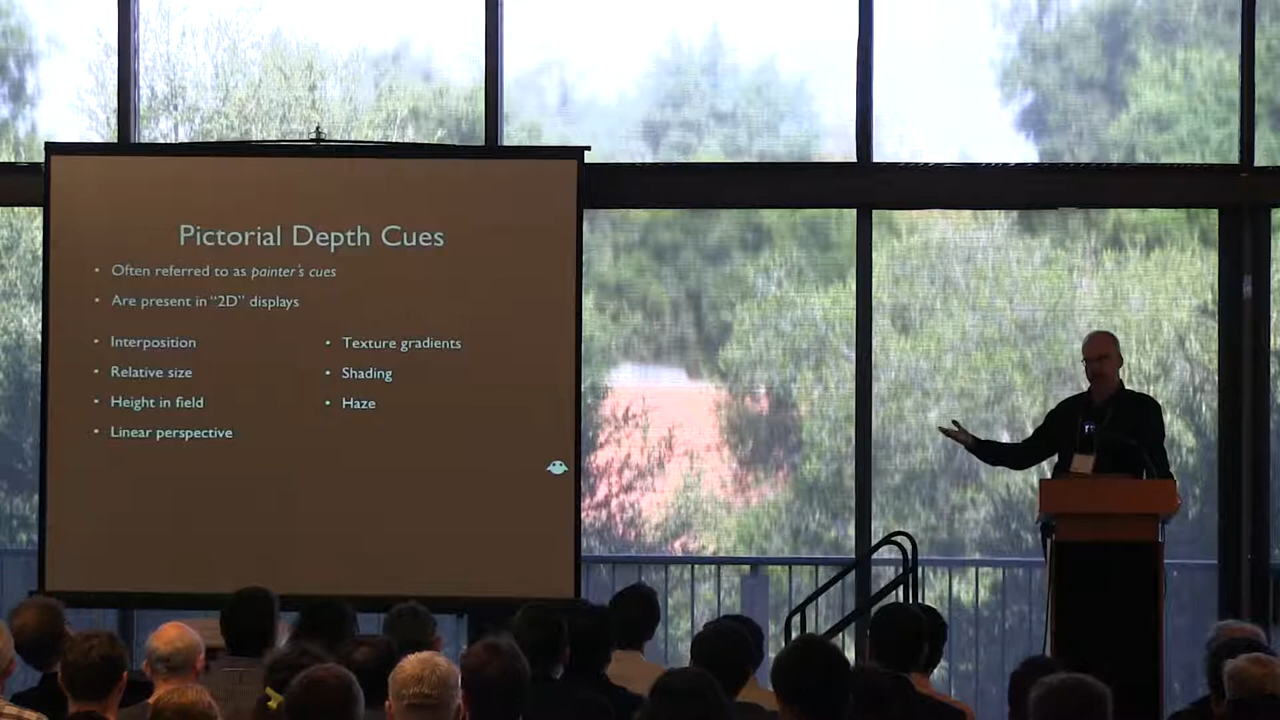 Pictorial Depth Cues
• Often referred to as painter's cues
• Are present in "2D" displays
• Interposition
• Relative size
• Height in field
• Linear perspective
• Texture gradients
• Shading
• Haze